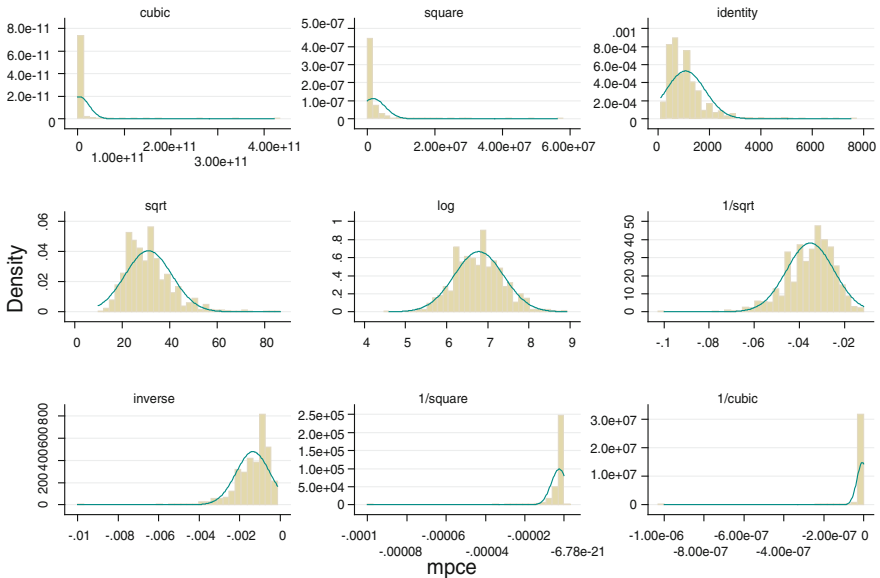 cubic square identity
8.0e-11
6.0e-11
4.0e-11
2.0e-11
0
0 2.00e+11 4.00e+11
1.00e+11 3.00e+11
5.0e-07
4.0e-07
3.0e-07
2.0e-07
1.0e-07
0
0 2.00e+07 4.00e+07 6.00e+07
.001
8.0e-04
6.0e-04
4.0e-04
2.0e-04
0
0 2000 4000 6000 8000
sqrt log 1/sqrt
Density
.06
.04
.02
0
0 20 40 60 80
1
.8
.6
.4
.2
0
4 5 6 7 8 9
50
40
30
20
10
0
-.1 -.08 -.06 -.04 -.02
inverse 1/square 1/cubic
800
600
400
200
0
-.01 -.008 -.006 -.004 -.002 0
2.5e+05
2.0e+05
1.5e+05
1.0e+05
5.0e+04
0
-.0001 -.00006 -.00002
-.00008 -.00004 -6.78e-21
3.0e+07
2.0e+07
1.0e+07
0
-1.00e-06 -6.00e-07 -2.00e-07 0
-8.00e-07 -4.00e-07
mpce